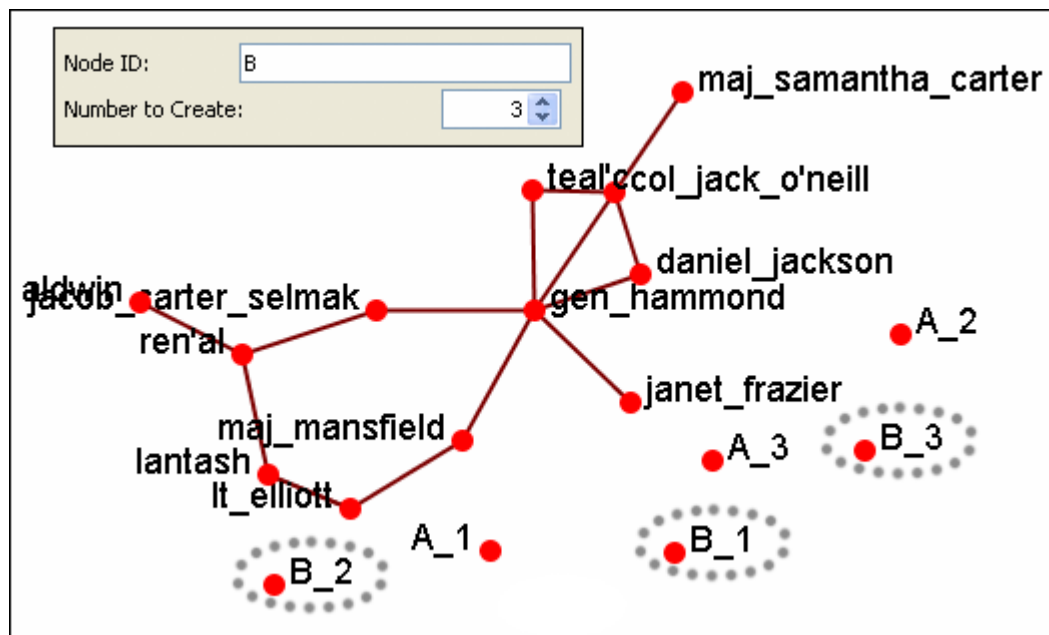 Node ID: B
Number to Create: 3
maj_samantha_carter
teal'c
col_jack_o'neill
daniel_jackson
aldwin
jacob_carter_selmak
gen_hammond
ren'al
A_2
janet_frazier
maj_mansfield
B_3
lantash
A_3
lt_elliott
A_1
B_1
B_2